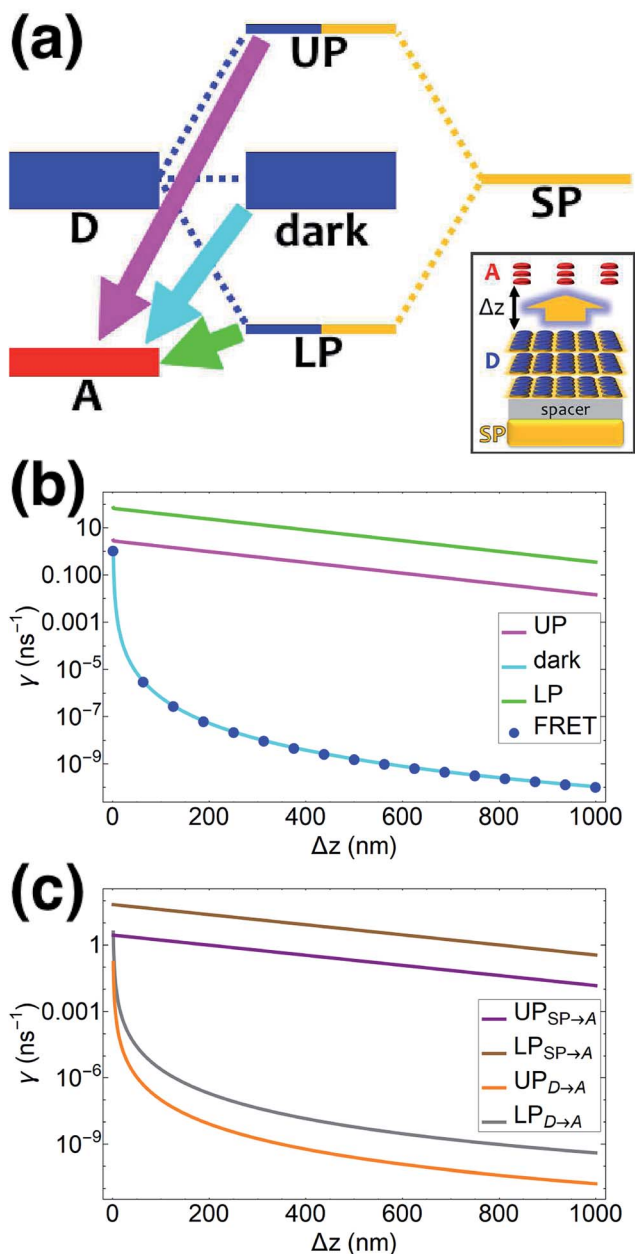 (a)
UP
D
dark
SP
LP
A
A
Δz
D
spacer
SP
(b)
10
0.100
0.001
10⁻⁵
10⁻⁷
10⁻⁹
γ (ns⁻¹)
UP
dark
LP
FRET
0 200 400 600 800 1000
Δz (nm)
(c)
1
0.001
10⁻⁶
10⁻⁹
γ (ns⁻¹)
UP_SP→A
LP_SP→A
UP_D→A
LP_D→A
0 200 400 600 800 1000
Δz (nm)